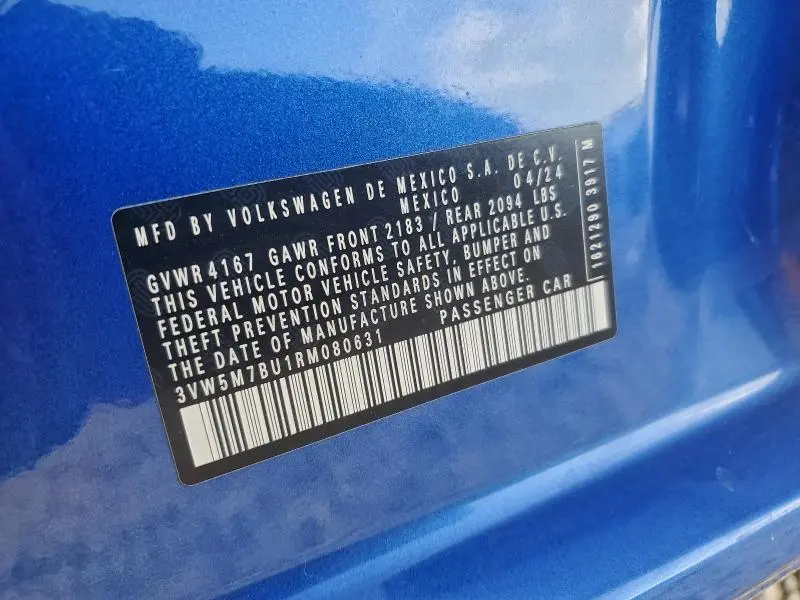 MFD BY VOLKSWAGEN DE MEXICO S.A. DE C.V.
MEXICO 04/24
GVWR 4167 GAWR FRONT 2183 / REAR 2094 LBS
THIS VEHICLE CONFORMS TO ALL APPLICABLE U.S.
FEDERAL MOTOR VEHICLE SAFETY, BUMPER AND
THEFT PREVENTION STANDARDS IN EFFECT ON
THE DATE OF MANUFACTURE SHOWN ABOVE.
3VW5M7BU1RM080631 PASSENGER CAR
1621290 3917 M